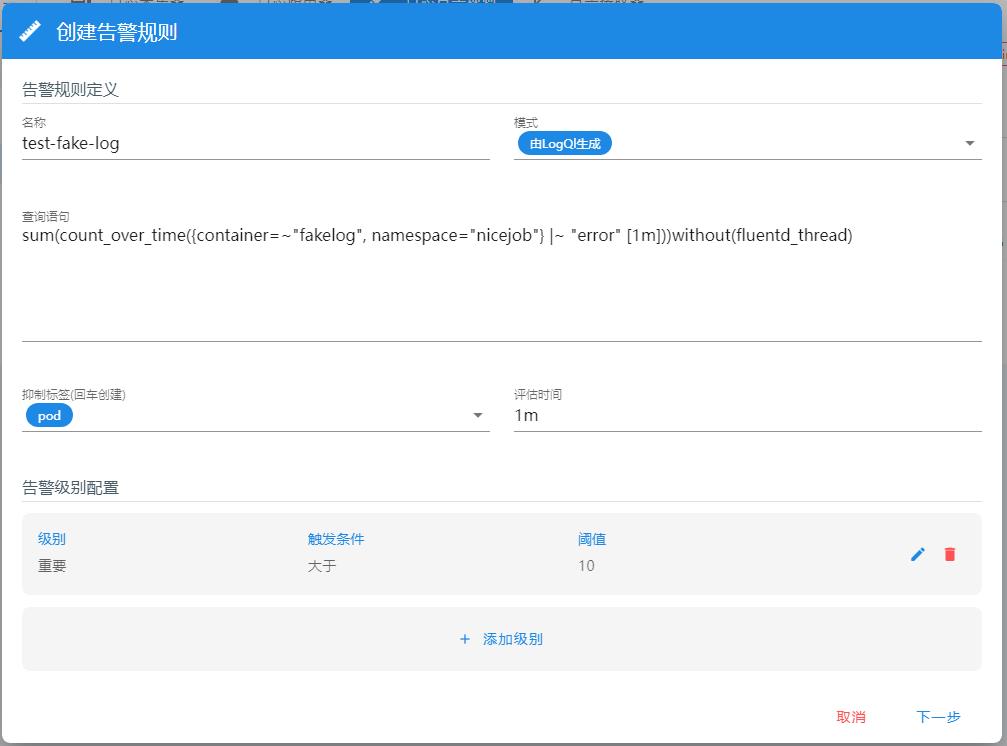 创建告警规则
告警规则定义
名称
模式
test-fake-log
由LogQl生成
查询语句
sum(count_over_time({container=~"fakelog", namespace="nicejob"} |~ "error" [1m]))without(fluentd_thread)
抑制标签(回车创建)
评估时间
pod
1m
告警级别配置
级别
触发条件
阈值
重要
大于
10
+ 添加级别
取消
下一步